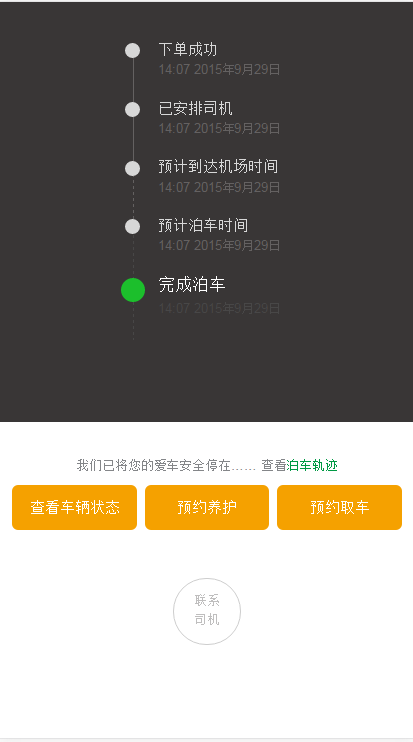 下单成功
14:07 2015年9月29日
已安排司机
14:07 2015年9月29日
预计到达机场时间
14:07 2015年9月29日
预计泊车时间
14:07 2015年9月29日
完成泊车
14:07 2015年9月29日
我们已将您的爱车安全停在…… 查看泊车轨迹
查看车辆状态
预约养护
预约取车
联系
司机